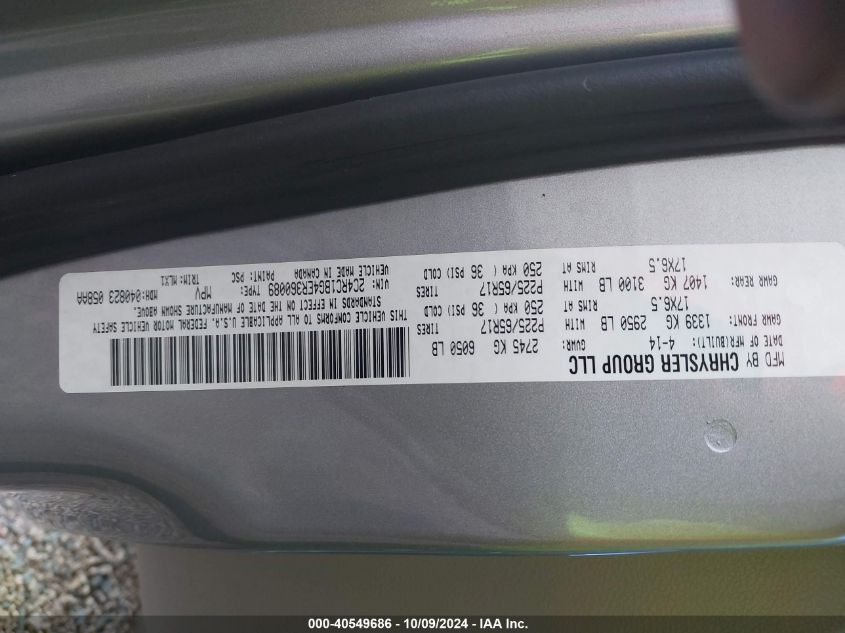 MFD BY CHRYSLER GROUP LLC
DATE OF MFR(BUILT): 4-14 GVWR: 2745 KG 6050 LB
GAWR FRONT: 1339 KG 2950 LB WITH P225/65R17 TIRES
17X6.5 RIMS AT 250 KPA ( 36 PSI) COLD
GAWR REAR: 1407 KG 3100 LB WITH P225/65R17 TIRES
17X6.5 RIMS AT 250 KPA ( 36 PSI) COLD
THIS VEHICLE CONFORMS TO ALL APPLICABLE U.S.A. FEDERAL MOTOR VEHICLE SAFETY
STANDARDS IN EFFECT ON THE DATE OF MANUFACTURE SHOWN ABOVE.
VIN: 2C4RC1BG4ER360089 TYPE: MPV MDH: 040823 058AA
VEHICLE MADE IN CANADA PAINT: PSC TRIM: MLX1
000-40549686 - 10/09/2024 - IAA Inc.